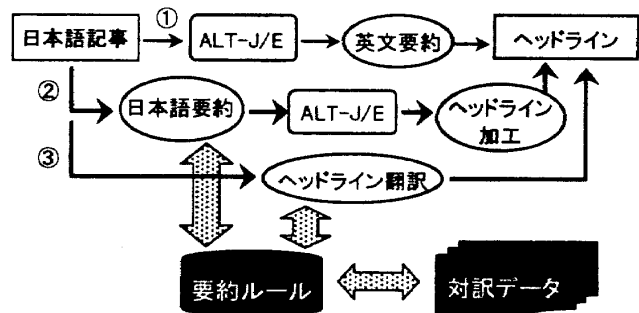 ①
日本語記事
ALT-J/E
英文要約
ヘッドライン
②
日本語要約
ALT-J/E
ヘッドライン
加工
③
ヘッドライン翻訳
要約ルール
対訳データ